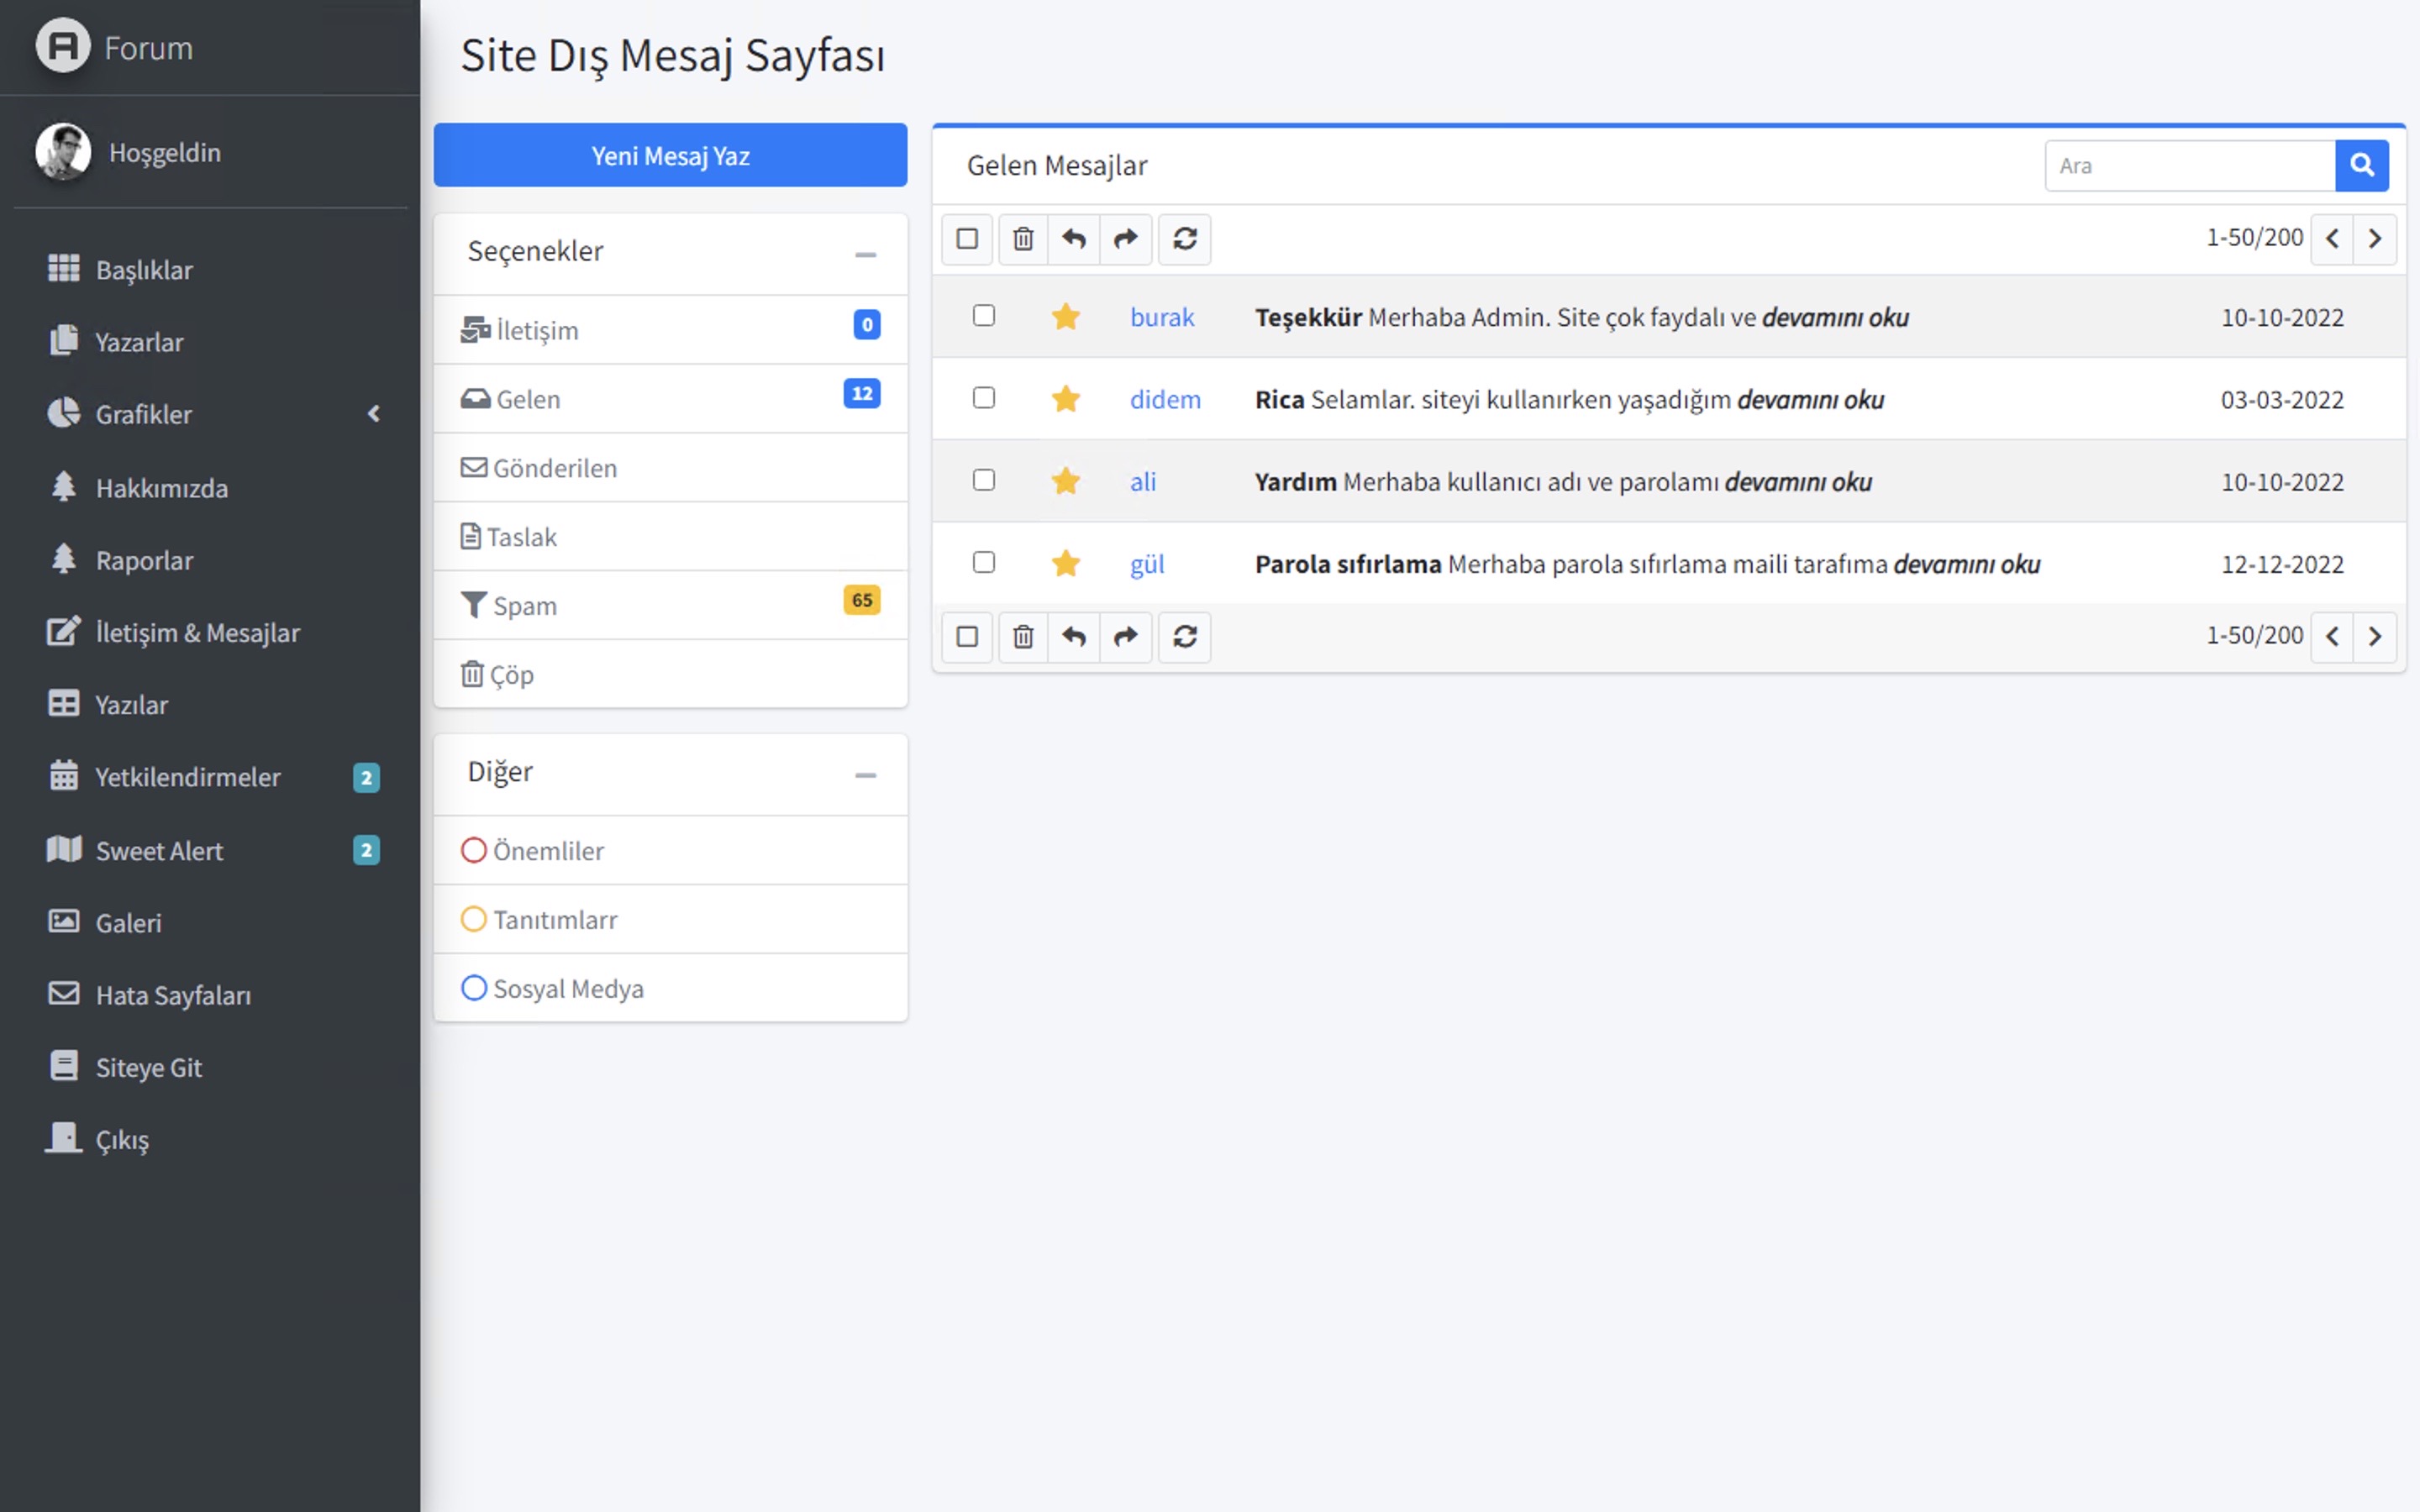 Forum
Hoşgeldin
Başlıklar
Yazarlar
Grafikler
Hakkımızda
Raporlar
İletişim & Mesajlar
Yazılar
Yetkilendirmeler 2
Sweet Alert 2
Galeri
Hata Sayfaları
Siteye Git
Çıkış
Site Dış Mesaj Sayfası
Yeni Mesaj Yaz
Seçenekler
İletişim 0
Gelen 12
Gönderilen
Taslak
Spam 65
Çöp
Diğer
Önemliler
Tanıtımlarr
Sosyal Medya
Gelen Mesajlar
Ara
1-50/200
burak Teşekkür Merhaba Admin. Site çok faydalı ve devamını oku 10-10-2022
didem Rica Selamlar. siteyi kullanırken yaşadığım devamını oku 03-03-2022
ali Yardım Merhaba kullanıcı adı ve parolamı devamını oku 10-10-2022
gül Parola sıfırlama Merhaba parola sıfırlama maili tarafıma devamını oku 12-12-2022
1-50/200